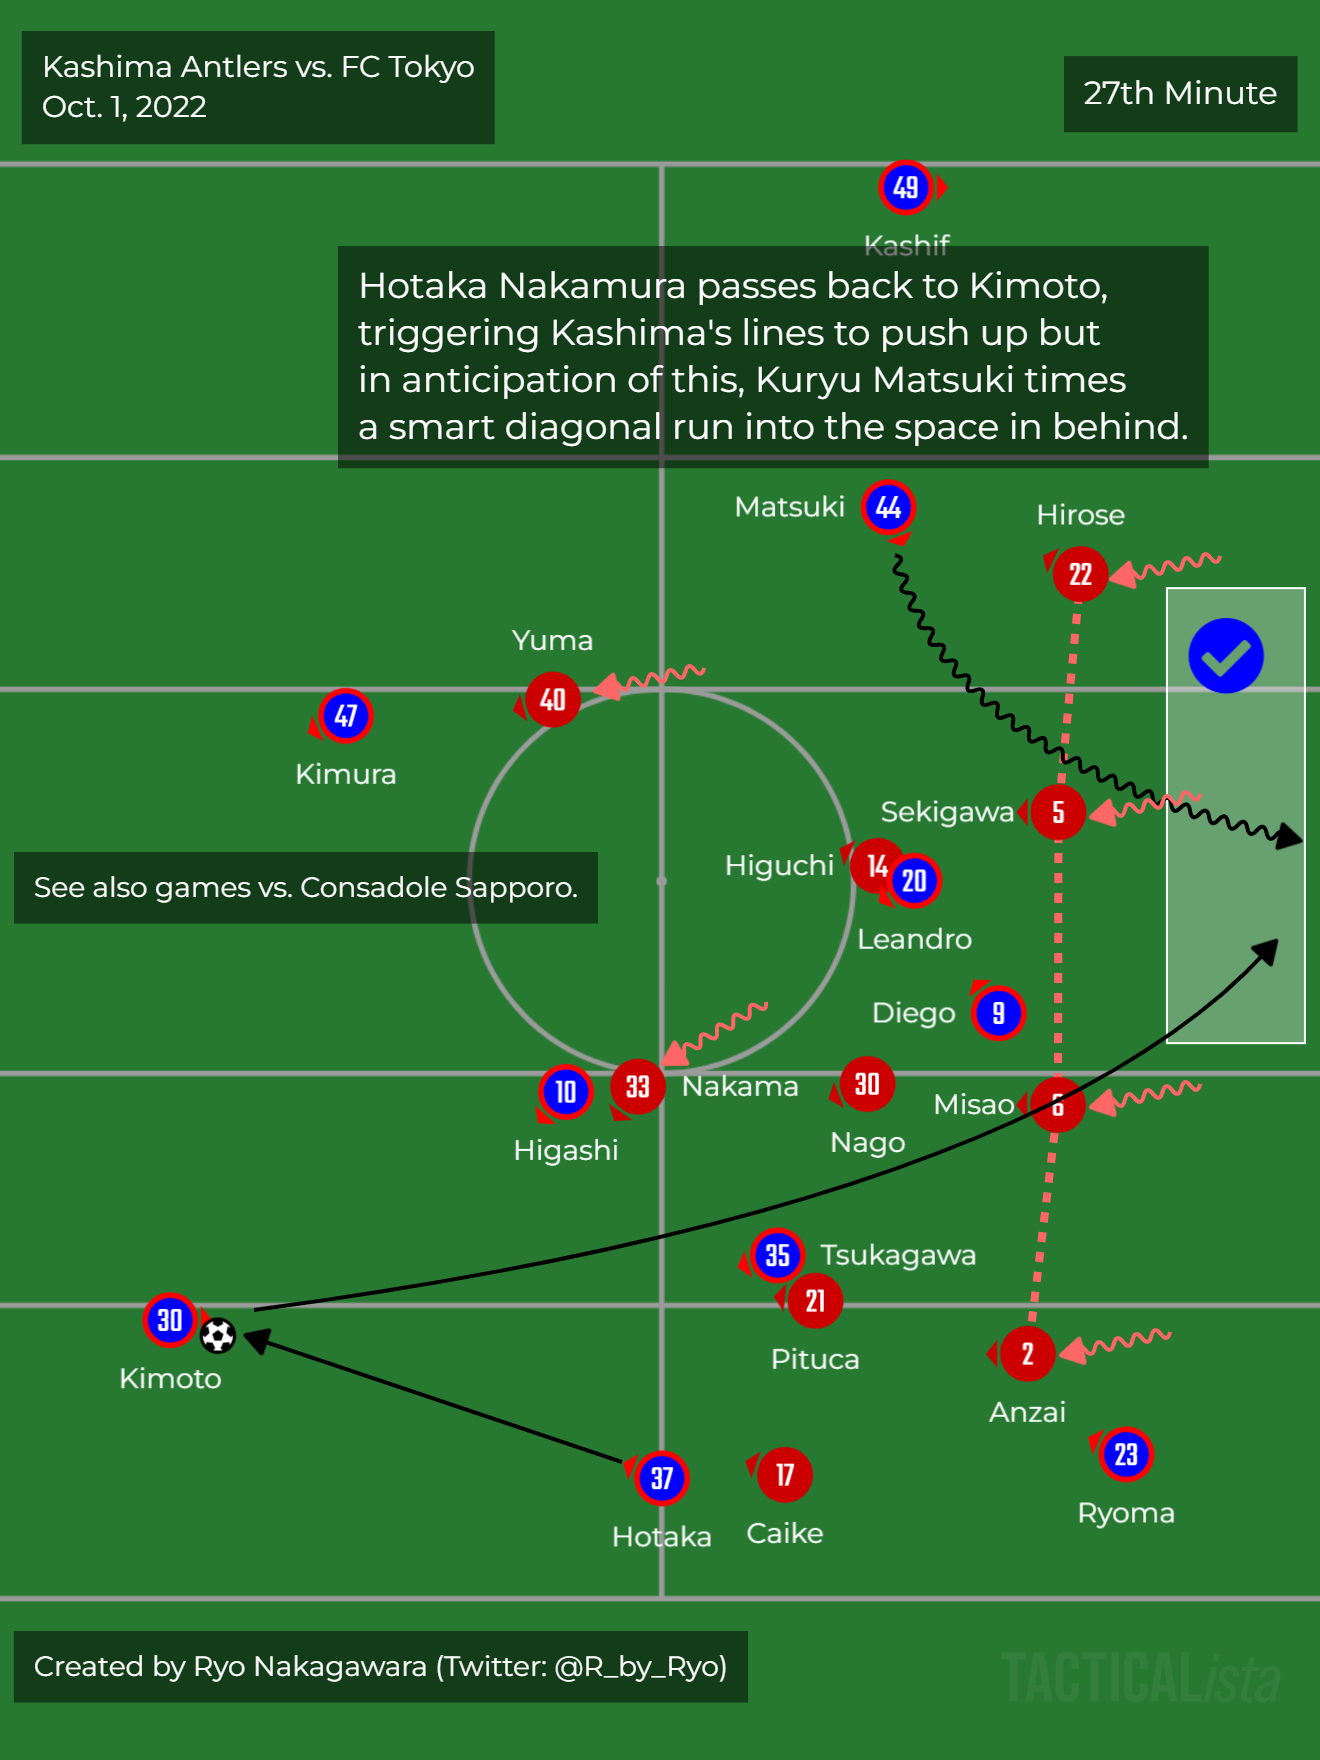 Kashima Antlers vs. FC Tokyo
Oct. 1, 2022
27th Minute
49
Kashif
Hotaka Nakamura passes back to Kimoto,
triggering Kashima's lines to push up but
in anticipation of this, Kuryu Matsuki times
a smart diagonal run into the space in behind.
Matsuki
44
Hirose
22
Yuma
40
47
Kimura
Sekigawa
5
Higuchi
14
20
Leandro
See also games vs. Consadole Sapporo.
Diego
9
10
Higashi
33
Nakama
30
Nago
Misao
6
35
Tsukagawa
21
Pituca
30
Kimoto
2
Anzai
37
Hotaka
17
Caike
23
Ryoma
Created by Ryo Nakagawara (Twitter: @R_by_Ryo)
TACTICALista